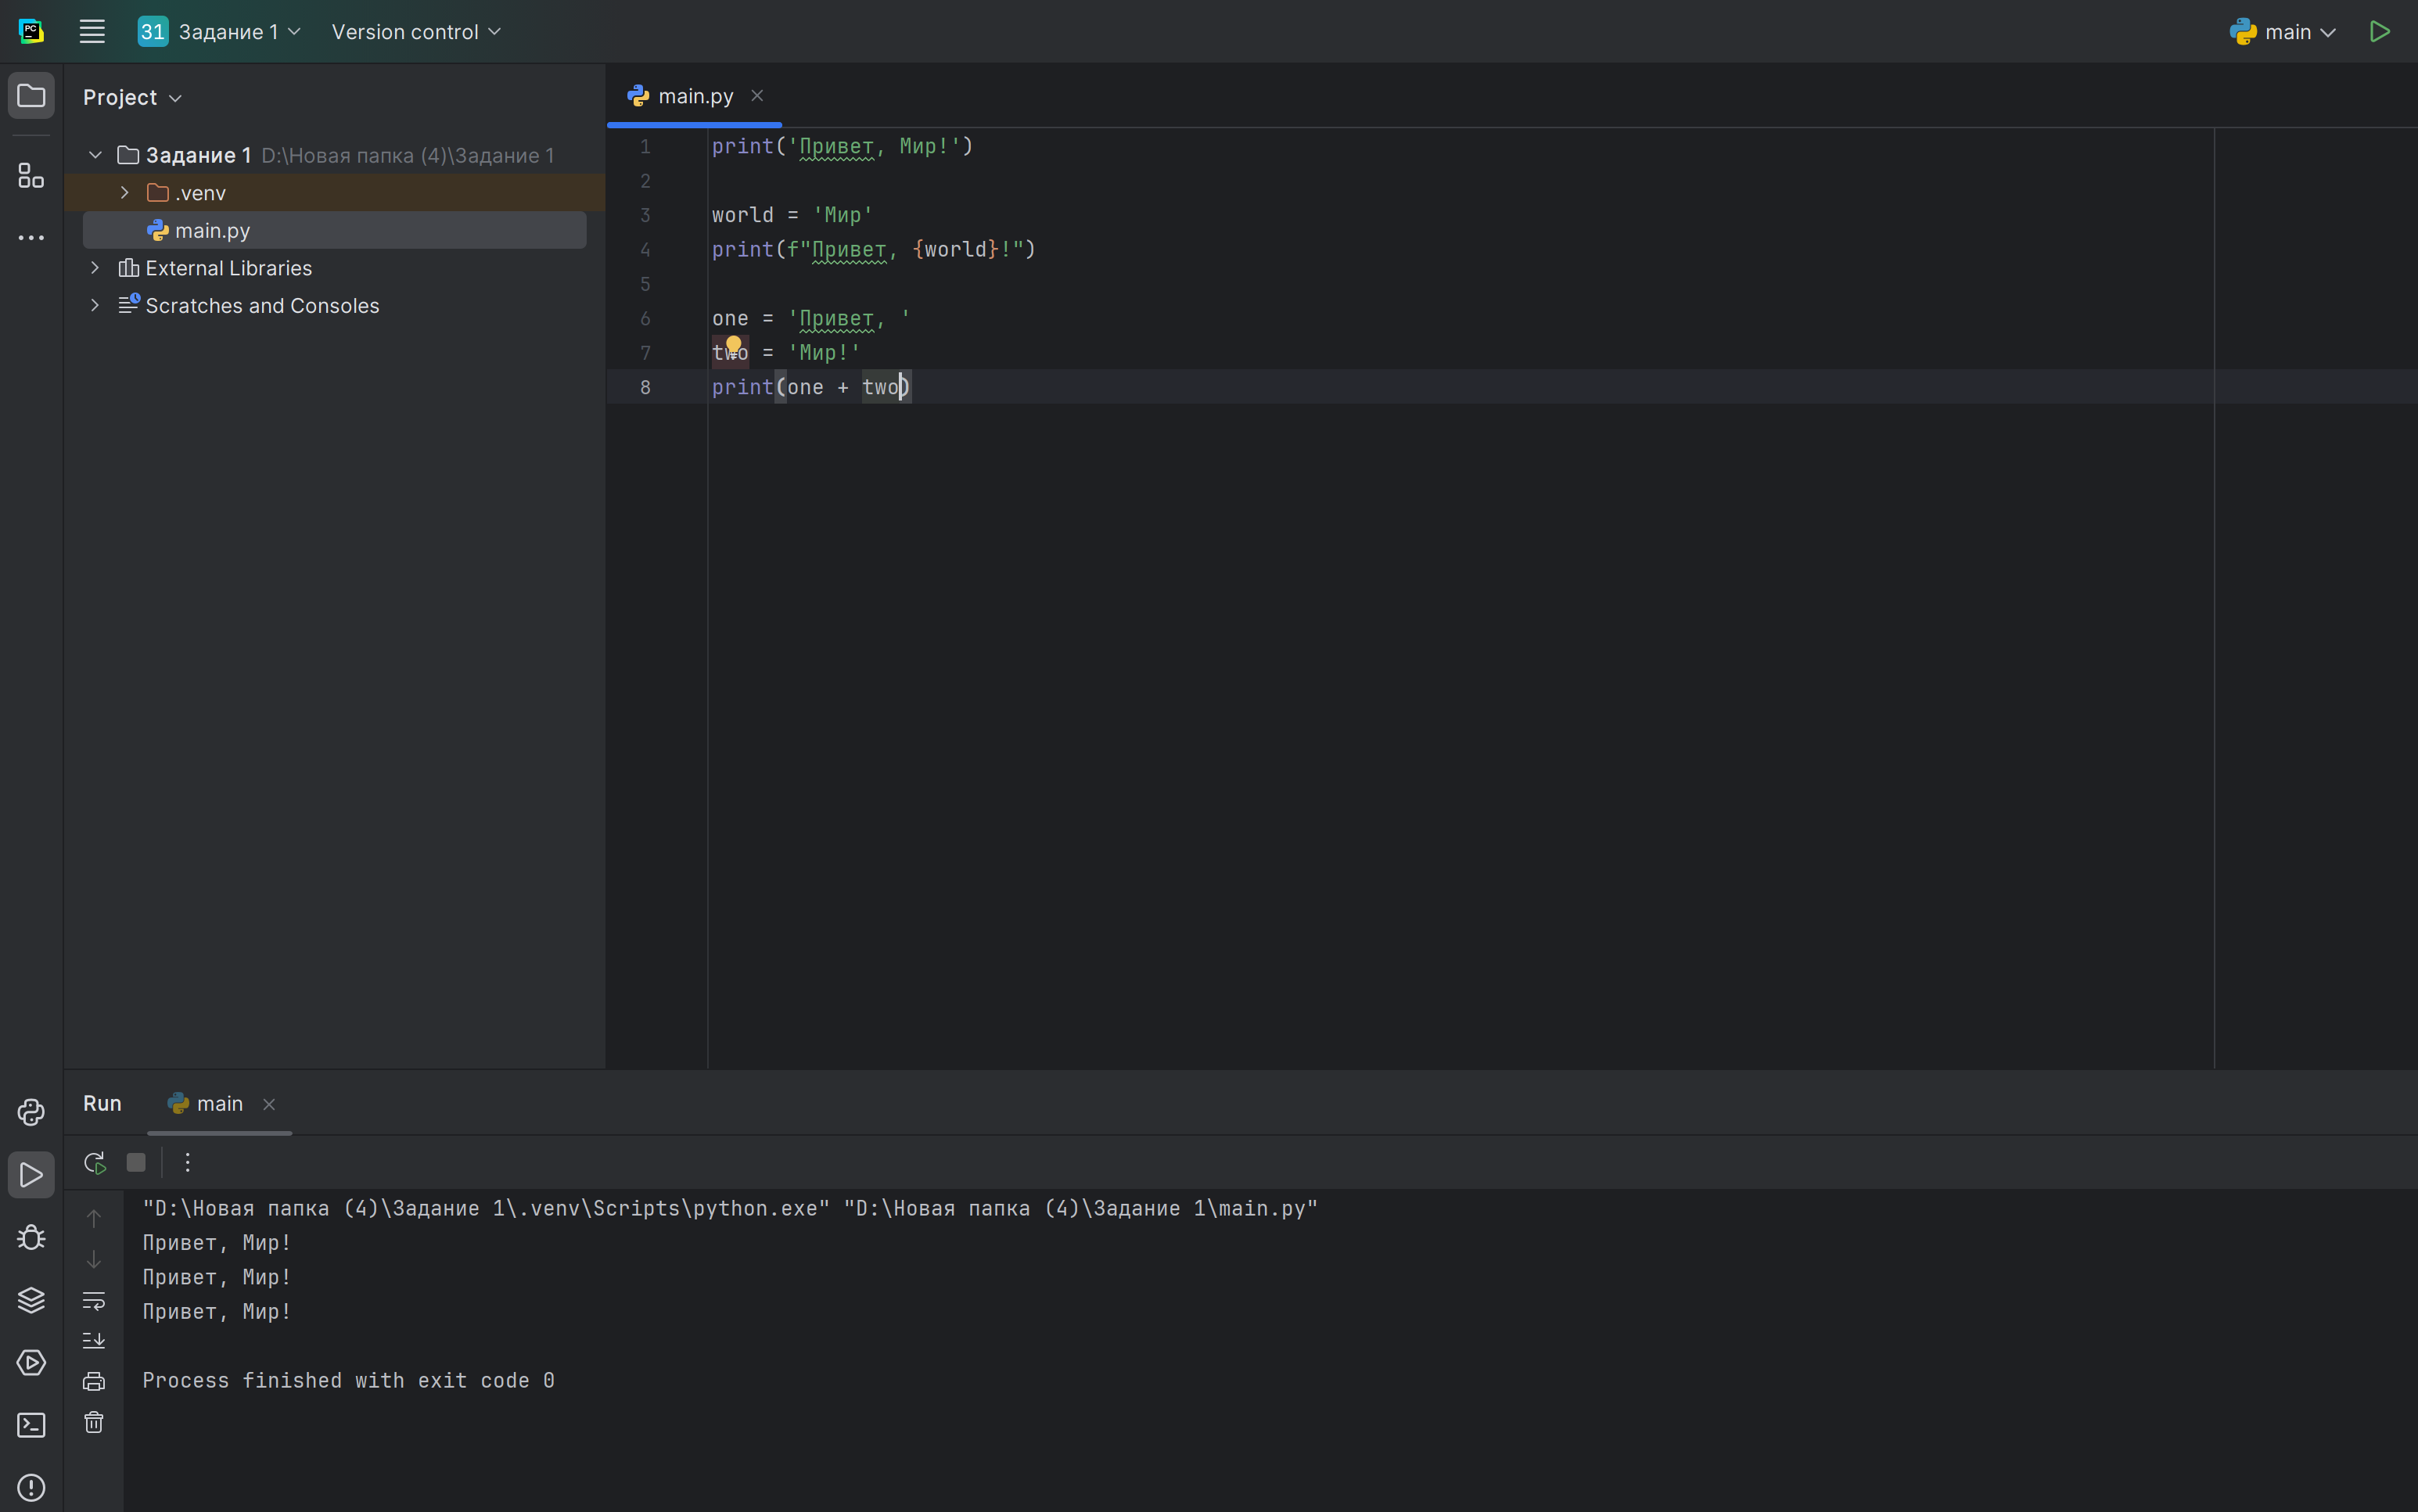 PC
31 Задание 1 Version control main
Project
Задание 1 D:\Новая папка (4)\Задание 1
.venv
main.py
External Libraries
Scratches and Consoles
main.py
1 print('Привет, Мир!')
2
3 world = 'Мир'
4 print(f"Привет, {world}!")
5
6 one = 'Привет, '
7 two = 'Мир!'
8 print(one + two)
Run main
"D:\Новая папка (4)\Задание 1\.venv\Scripts\python.exe" "D:\Новая папка (4)\Задание 1\main.py"
Привет, Мир!
Привет, Мир!
Привет, Мир!
Process finished with exit code 0